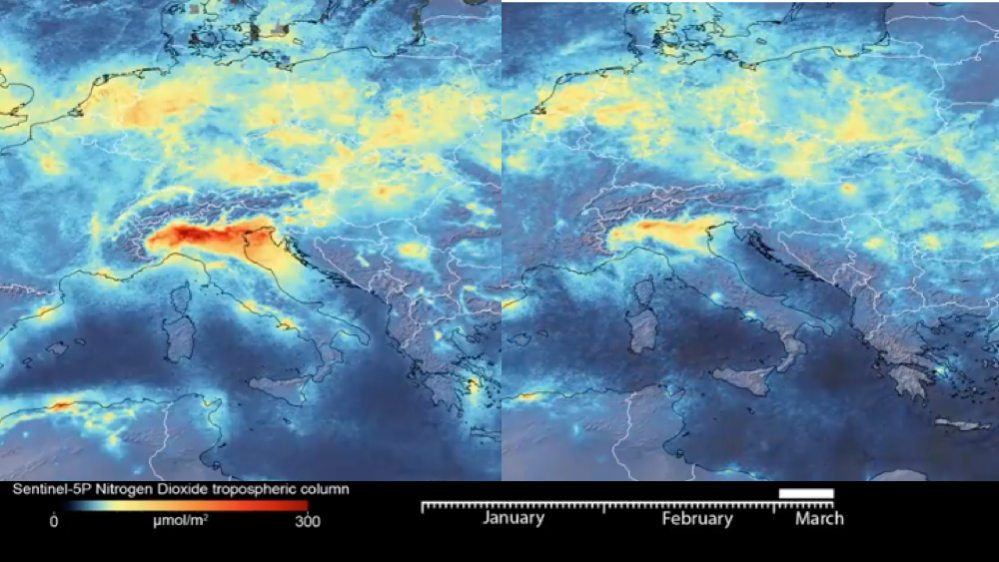 Sentinel-5P Nitrogen Dioxide tropospheric column
0 µmol/m² 300
January February March